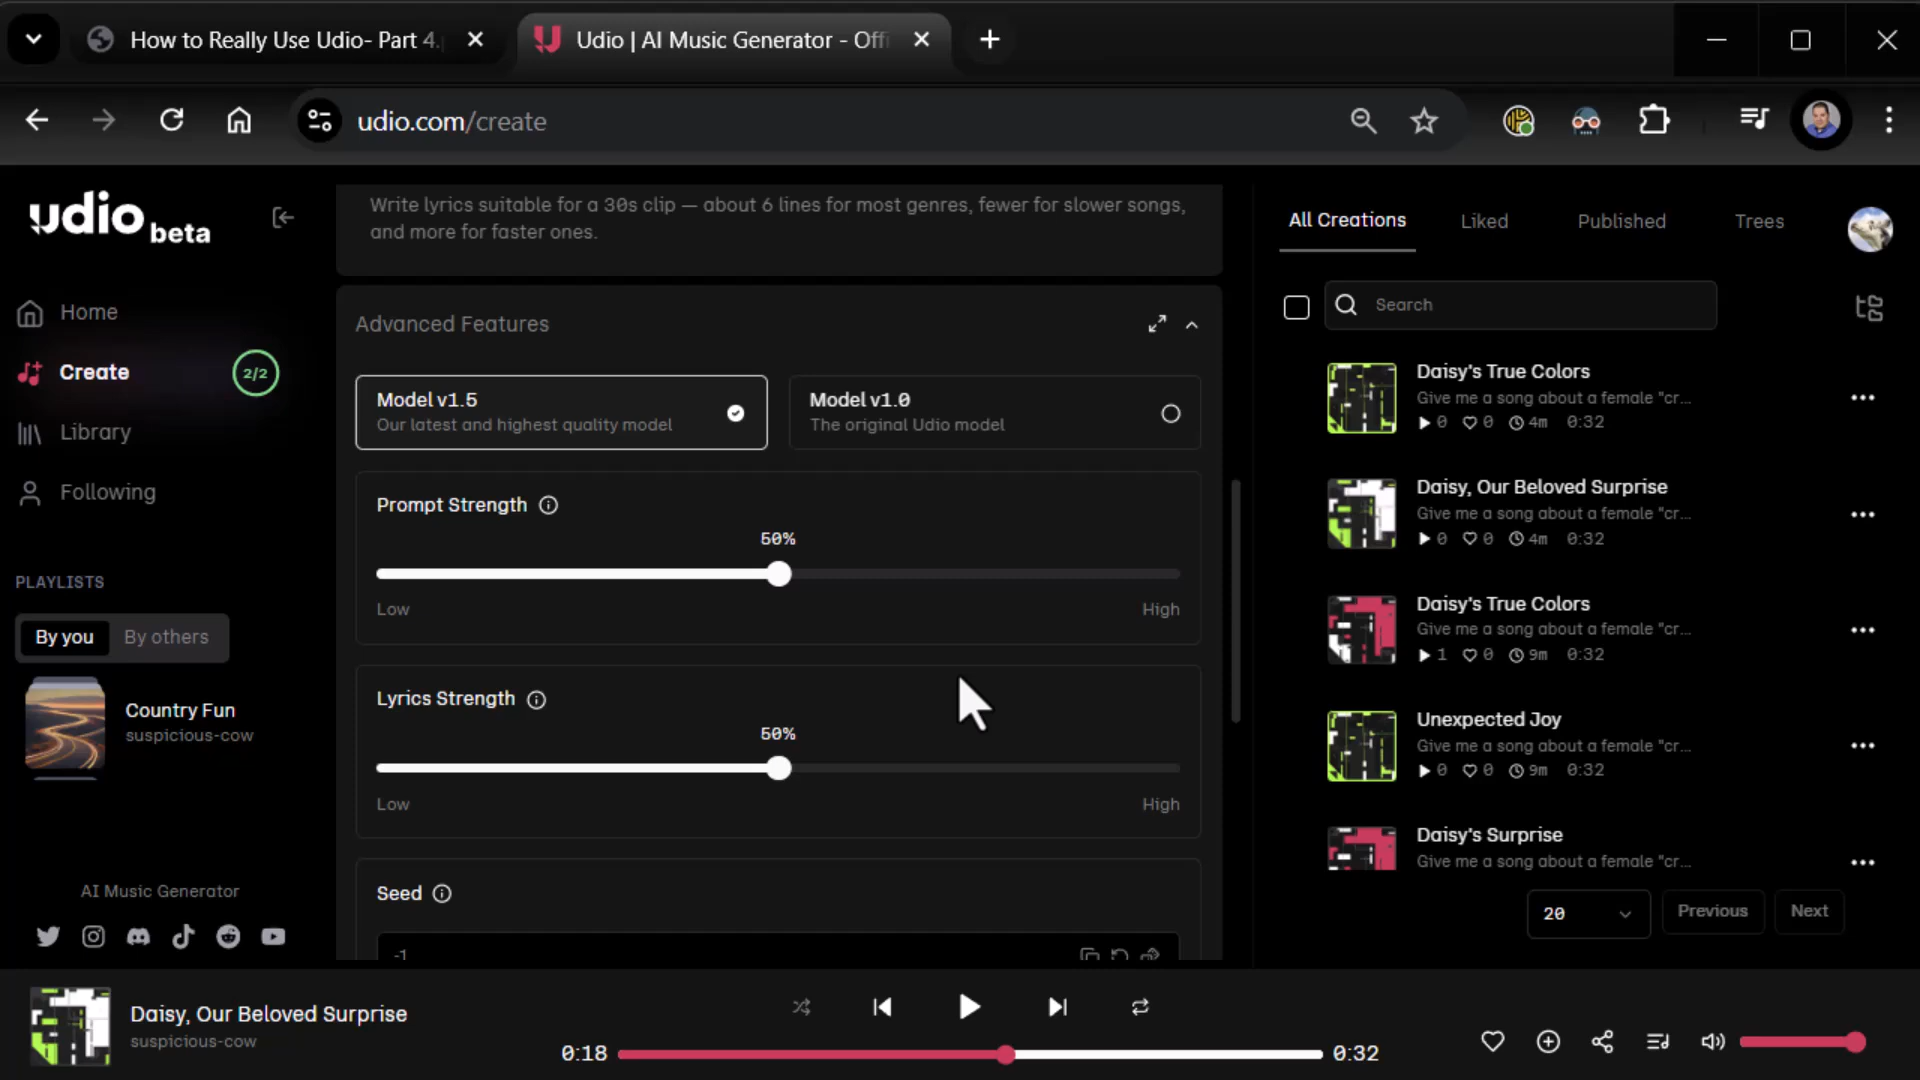 How to Really Use Udio- Part 4.
Udio | AI Music Generator - Off
udio.com/create
udio beta
Home
Create
2/2
Library
Following
PLAYLISTS
By you
By others
Country Fun
suspicious-cow
AI Music Generator
Write lyrics suitable for a 30s clip — about 6 lines for most genres, fewer for slower songs,
and more for faster ones.
Advanced Features
Model v1.5
Our latest and highest quality model
Model v1.0
The original Udio model
Prompt Strength
50%
Low
High
Lyrics Strength
50%
Low
High
Seed
-1
All Creations
Liked
Published
Trees
Search
Daisy's True Colors
Give me a song about a female "cr...
0 0 4m 0:32
Daisy, Our Beloved Surprise
Give me a song about a female "cr...
0 0 4m 0:32
Daisy's True Colors
Give me a song about a female "cr...
1 0 9m 0:32
Unexpected Joy
Give me a song about a female "cr...
0 0 9m 0:32
Daisy's Surprise
Give me a song about a female "cr...
20
Previous
Next
Daisy, Our Beloved Surprise
suspicious-cow
0:18
0:32